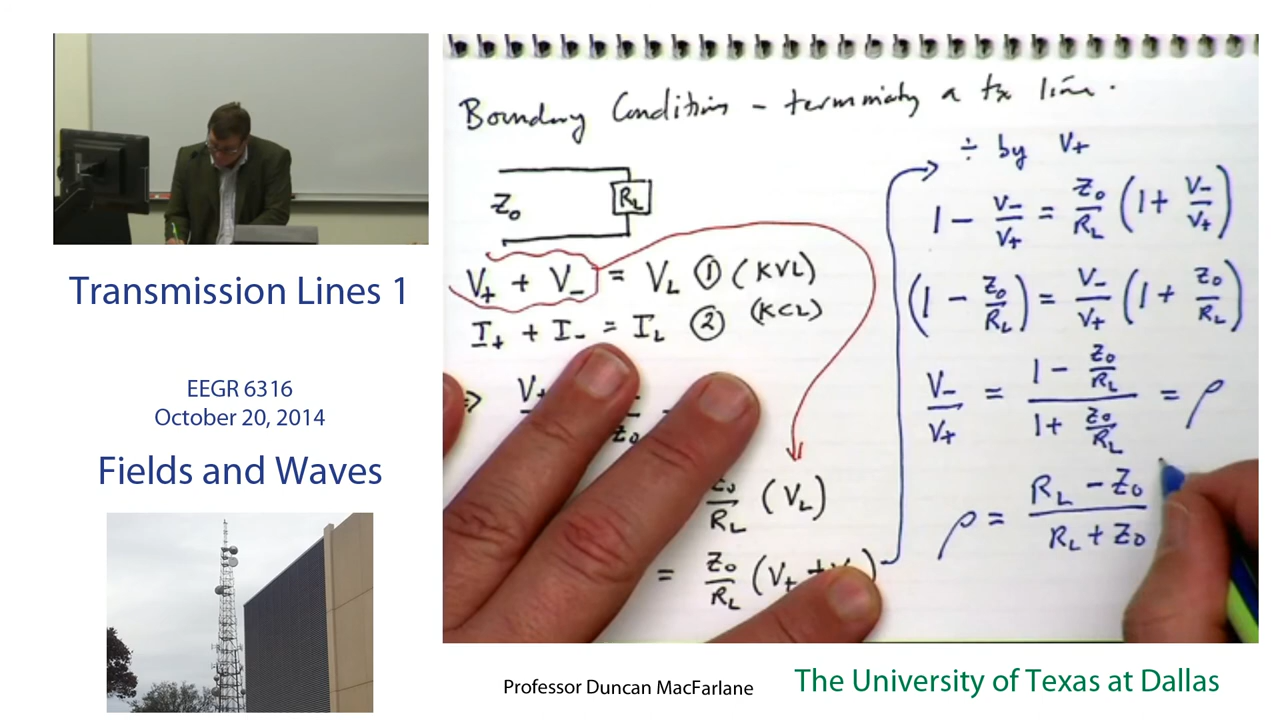 Transmission Lines 1
EEGR 6316
October 20, 2014
Fields and Waves
Boundary Conditions - terminating a tx line.
Z₀ R_L
V₊ + V₋ = V_L ① (KVL)
I₊ + I₋ = I_L ② (KCL)
⇒ V₊
Z₀
Z₀/R_L (V_L)
= Z₀/R_L (V₊ + V
÷ by V₊
1 - V₋/V₊ = Z₀/R_L (1 + V₋/V₊)
(1 - Z₀/R_L) = V₋/V₊ (1 + Z₀/R_L)
V₋/V₊ = (1 - Z₀/R_L)/(1 + Z₀/R_L) = ρ
ρ = (R_L - Z₀)/(R_L + Z₀)
Professor Duncan MacFarlane
The University of Texas at Dallas